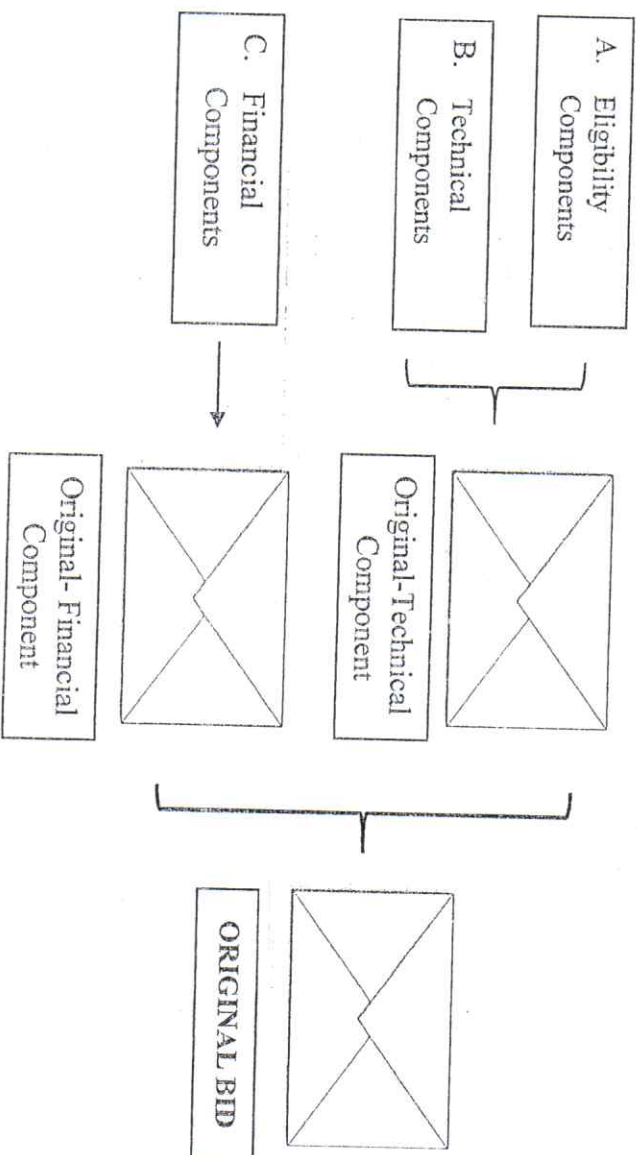 A. Eligibility
Components
B. Technical
Components
C. Financial
Components
Original-Technical
Component
Original- Financial
Component
ORIGINAL BID